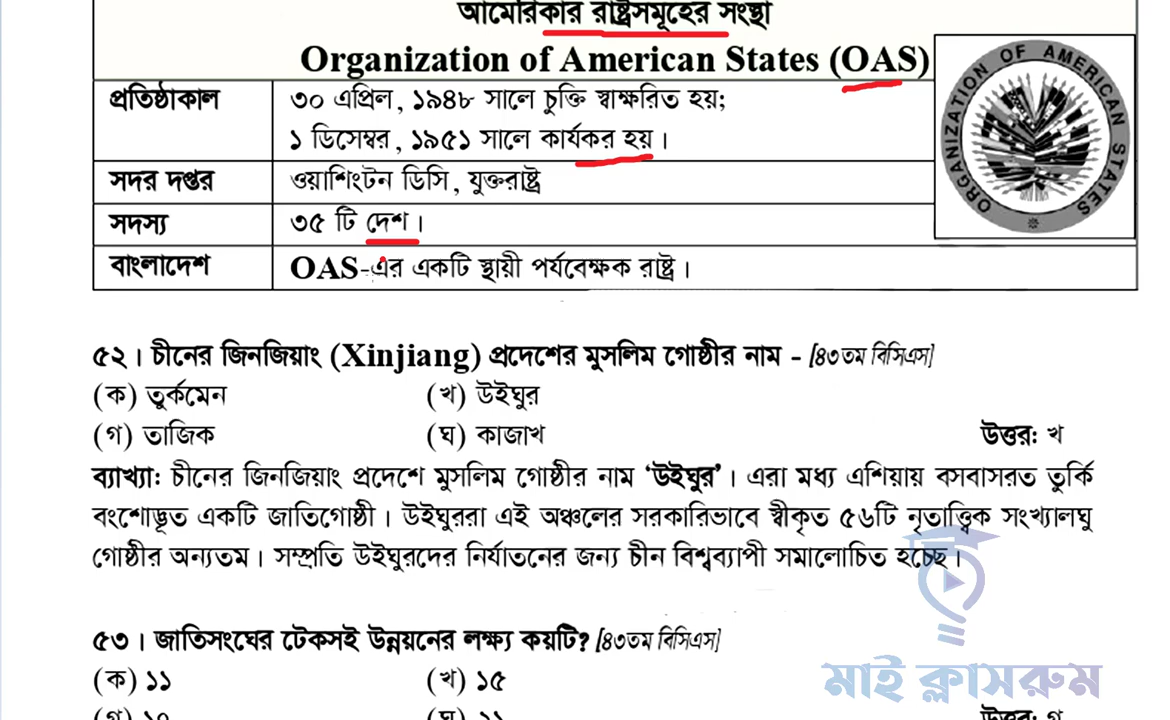 আমেরিকার রাষ্ট্রসমূহের সংস্থা
Organization of American States (OAS)
ORGANIZATION OF AMERICAN STATES
প্রতিষ্ঠাকাল ৩০ এপ্রিল, ১৯৪৮ সালে চুক্তি স্বাক্ষরিত হয়;
১ ডিসেম্বর, ১৯৫১ সালে কার্যকর হয়।
সদর দপ্তর ওয়াশিংটন ডিসি, যুক্তরাষ্ট্র
সদস্য ৩৫ টি দেশ।
বাংলাদেশ OAS-এর একটি স্থায়ী পর্যবেক্ষক রাষ্ট্র।
৫২। চীনের জিনজিয়াং (Xinjiang) প্রদেশের মুসলিম গোষ্ঠীর নাম - [৪৩তম বিসিএস]
(ক) তুর্কমেন (খ) উইঘুর
(গ) তাজিক (ঘ) কাজাখ উত্তর: খ
ব্যাখ্যা: চীনের জিনজিয়াং প্রদেশে মুসলিম গোষ্ঠীর নাম ‘উইঘুর’। এরা মধ্য এশিয়ায় বসবাসরত তুর্কি
বংশোদ্ভূত একটি জাতিগোষ্ঠী। উইঘুররা এই অঞ্চলের সরকারিভাবে স্বীকৃত ৫৬টি নৃতাত্ত্বিক সংখ্যালঘু
গোষ্ঠীর অন্যতম। সম্প্রতি উইঘুরদের নির্যাতনের জন্য চীন বিশ্বব্যাপী সমালোচিত হচ্ছে।
৫৩। জাতিসংঘের টেকসই উন্নয়নের লক্ষ্য কয়টি? [৪৩তম বিসিএস]
(ক) ১১ (খ) ১৫
মাই ক্লাসরুম